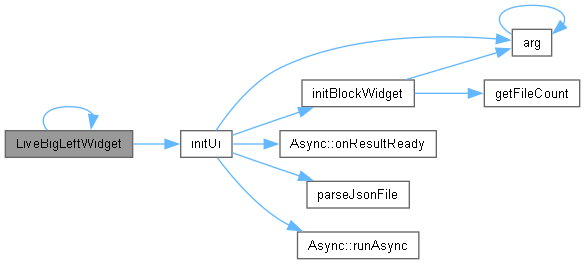 LiveBigLeftWidget
initUi
arg
initBlockWidget
getFileCount
Async::onResultReady
parseJsonFile
Async::runAsync